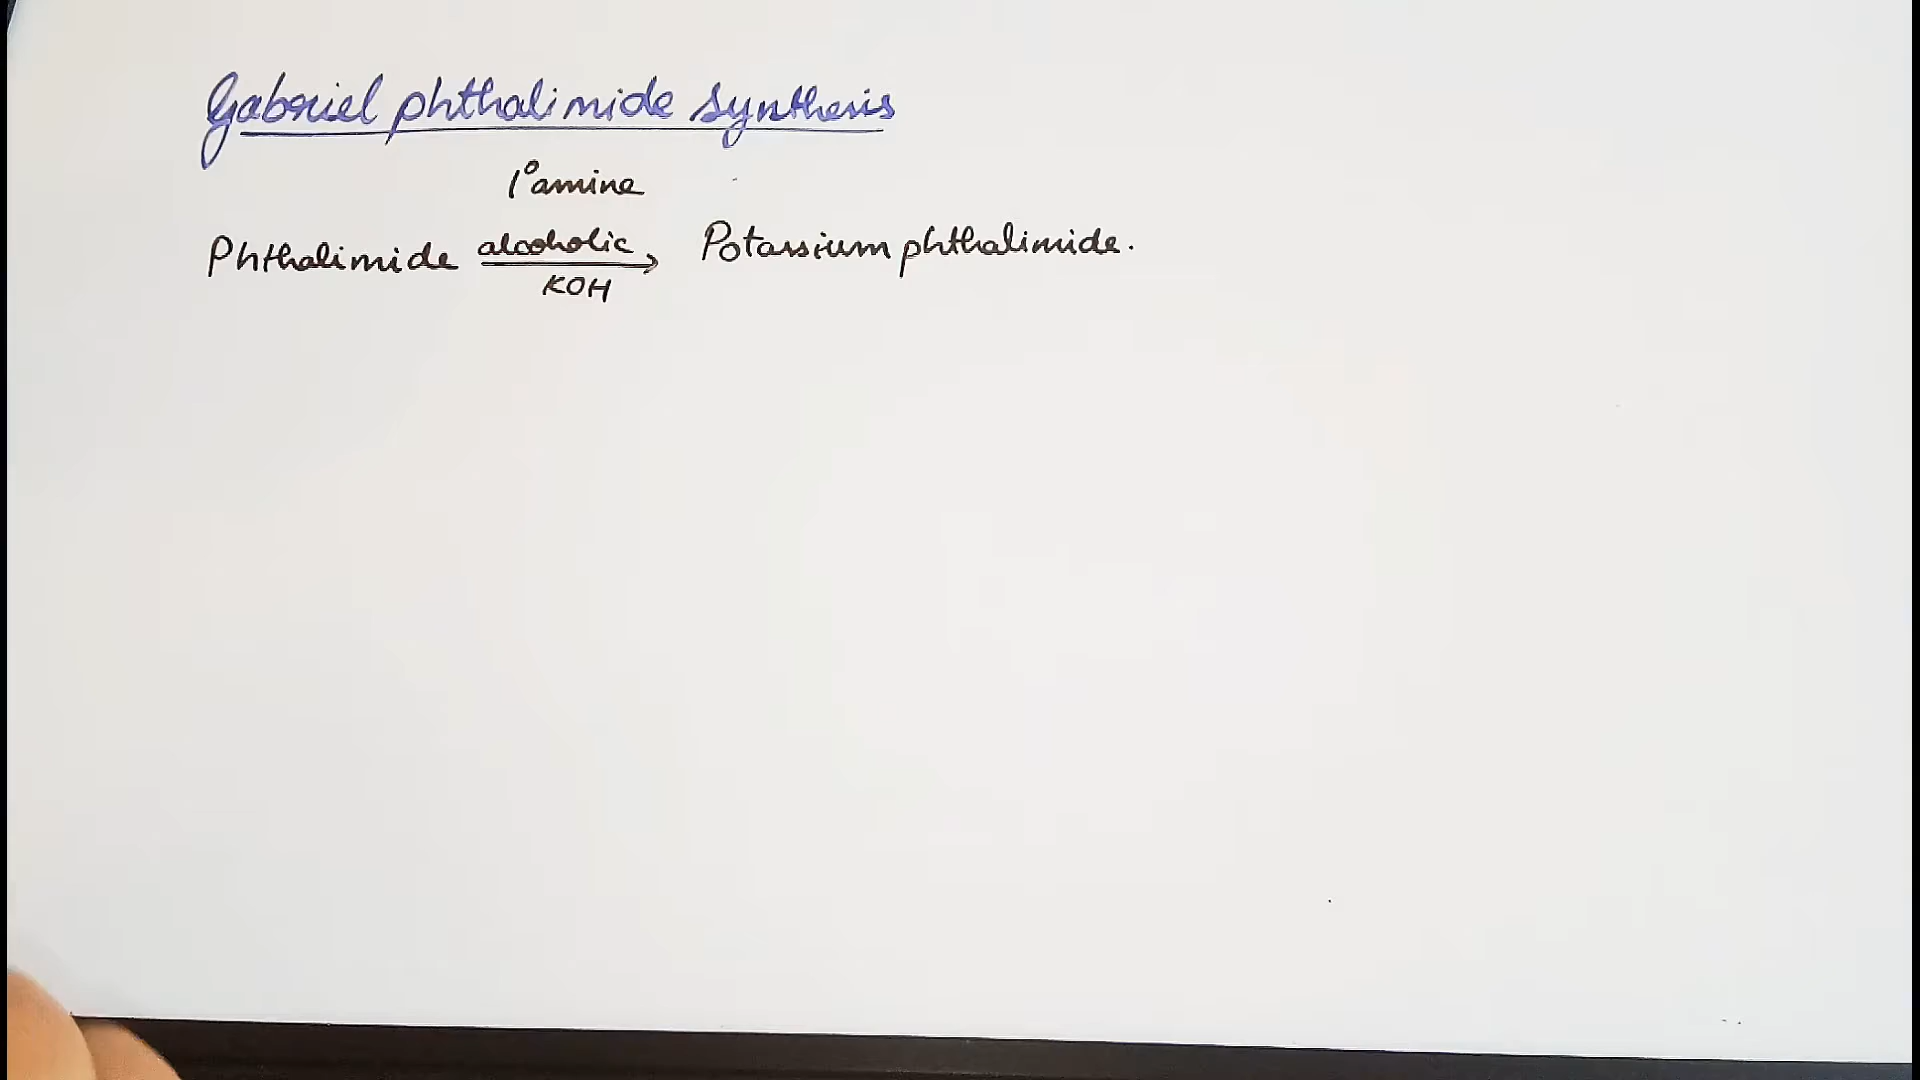 Gabriel phthalimide synthesis
1° amine
Phthalimide alcoholic KOH → Potassium phthalimide.